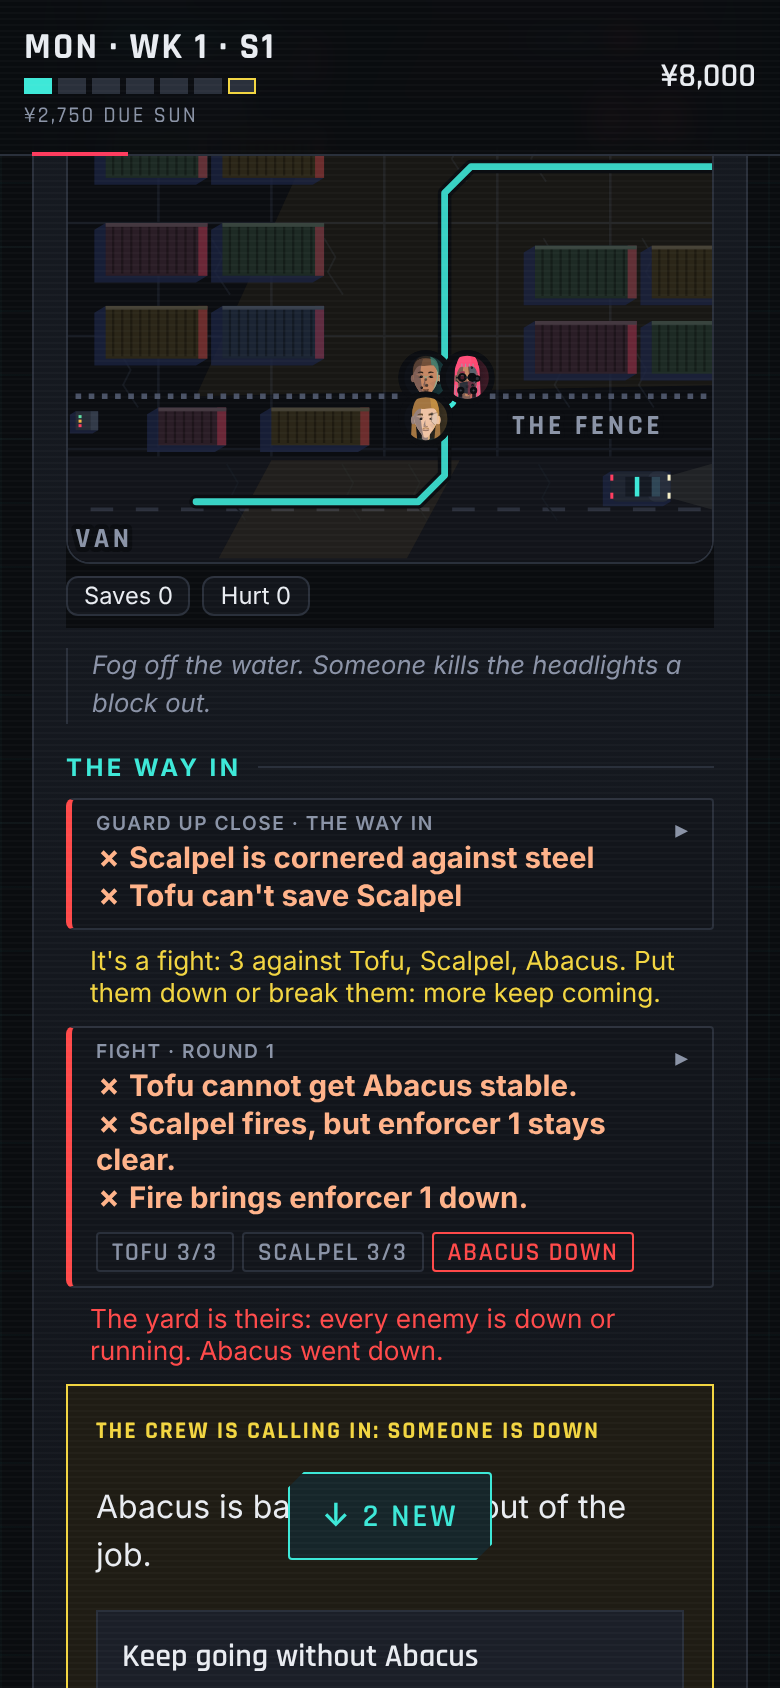 MON · WK 1 · S1
¥8,000
¥2,750 DUE SUN
THE FENCE
VAN
Saves 0
Hurt 0
Fog off the water. Someone kills the headlights a
block out.
THE WAY IN
GUARD UP CLOSE · THE WAY IN
× Scalpel is cornered against steel
× Tofu can't save Scalpel
It's a fight: 3 against Tofu, Scalpel, Abacus. Put
them down or break them: more keep coming.
FIGHT · ROUND 1
× Tofu cannot get Abacus stable.
× Scalpel fires, but enforcer 1 stays
clear.
× Fire brings enforcer 1 down.
TOFU 3/3
SCALPEL 3/3
ABACUS DOWN
The yard is theirs: every enemy is down or
running. Abacus went down.
THE CREW IS CALLING IN: SOMEONE IS DOWN
Abacus is of the
↓ 2 NEW
job.
Keep going without Abacus